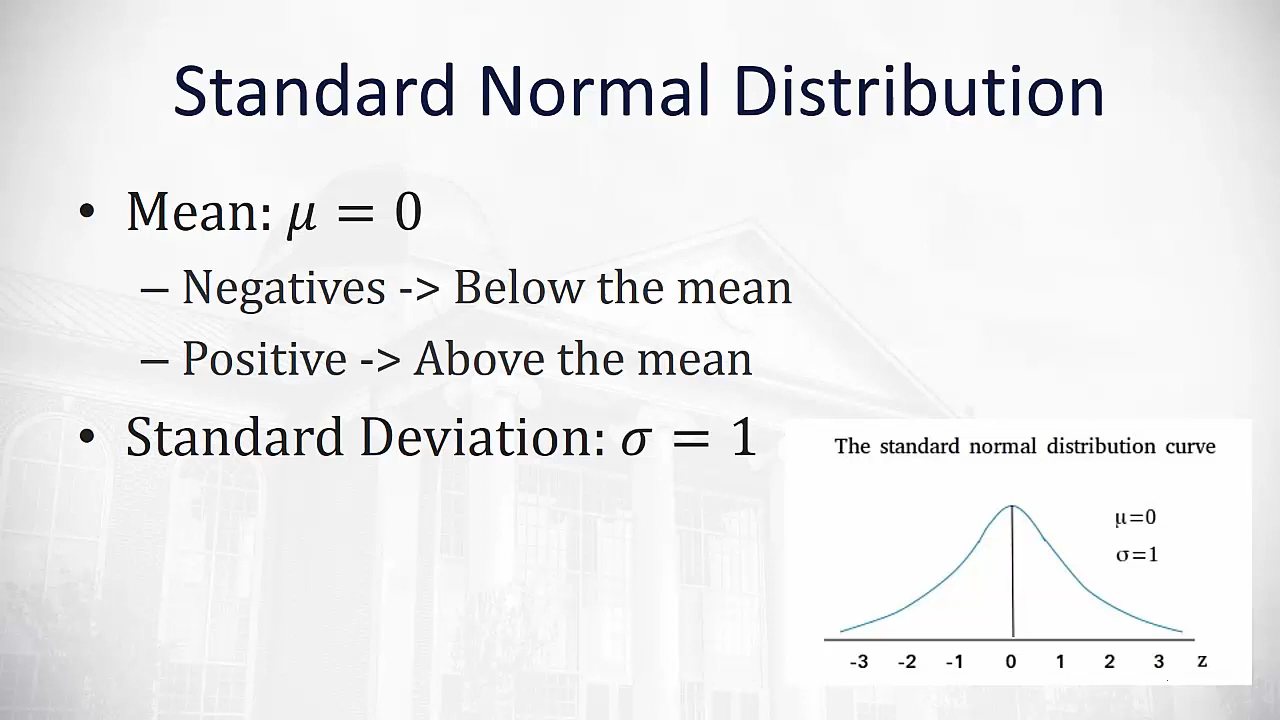 Standard Normal Distribution
• Mean: μ = 0
– Negatives -> Below the mean
– Positive -> Above the mean
• Standard Deviation: σ = 1
The standard normal distribution curve
μ=0
σ=1
-3 -2 -1 0 1 2 3 z